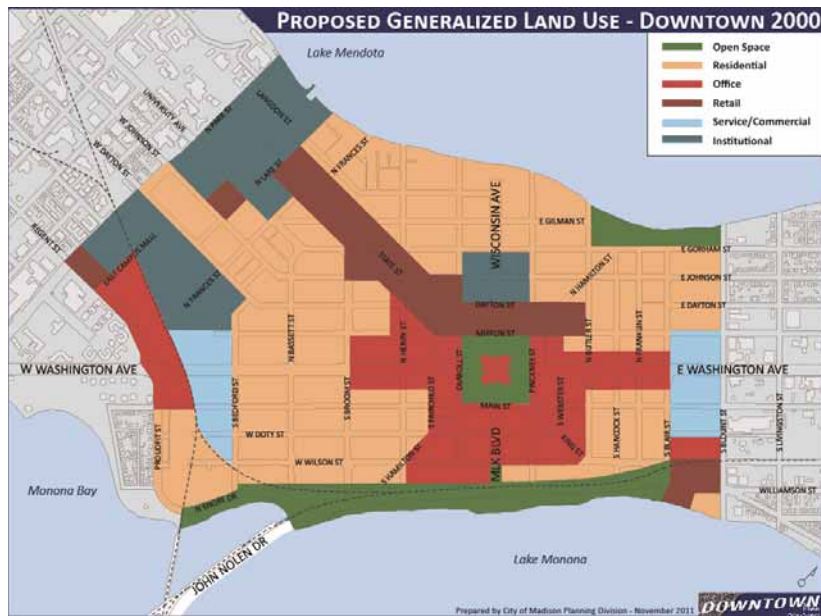 PROPOSED GENERALIZED LAND USE - DOWNTOWN 2000
Lake Mendota
Open Space
Residential
Office
Retail
Service/Commercial
Institutional
UNIVERSITY AVE
W JOHNSON ST
W DAYTON ST
N PARK ST
LANGDON ST
N LAKE ST
N FRANCES ST
REGENT ST
EAST CAMPUS MALL
N FRANCES ST
STATE ST
WISCONSIN AVE
E GILMAN ST
E GORHAM ST
N HAMILTON ST
E JOHNSON ST
E DAYTON ST
DAYTON ST
MIFFLIN ST
N BASSETT ST
N HENRY ST
N BUTLER ST
N FRANKLIN ST
CARROLL ST
PINCKNEY ST
W WASHINGTON AVE
E WASHINGTON AVE
S BEDFORD ST
S BROOM ST
S FAIRCHILD ST
MAIN ST
S WEBSTER ST
KING ST
S HANCOCK ST
S BLAIR ST
S BLOUNT ST
S LIVINGSTON ST
PROUDFIT ST
W DOTY ST
W WILSON ST
S HAMILTON ST
MLK BLVD
WILLIAMSON ST
Monona Bay
N SHORE DR
JOHN NOLEN DR
Lake Monona
Prepared by City of Madison Planning Division - November 2011
DOWNTOWN